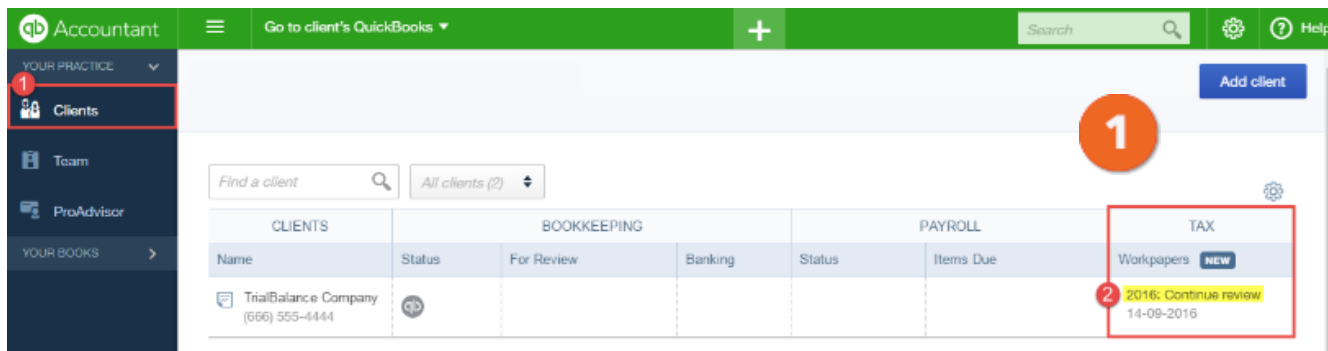 qb Accountant
Go to client's QuickBooks
Search
Help
YOUR PRACTICE
1
Clients
Add client
1
Team
Find a client
All clients (2)
ProAdvisor
CLIENTS BOOKKEEPING PAYROLL TAX
YOUR BOOKS
Name Status For Review Banking Status Items Due Workpapers NEW
TrialBalance Company
(666) 555-4444
qb
2
2016: Continue review
14-09-2016